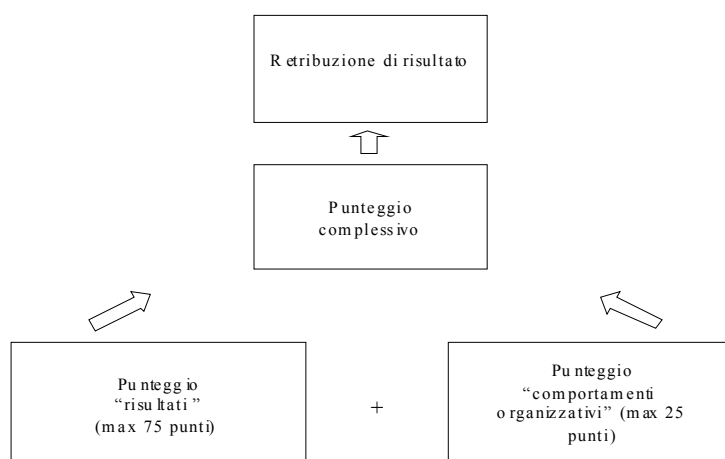 Retribuzione di risultato
Punteggio
complessivo
Punteggio
“risultati”
(max 75 punti)
+
Punteggio
“comportamenti
organizzativi” (max 25
punti)